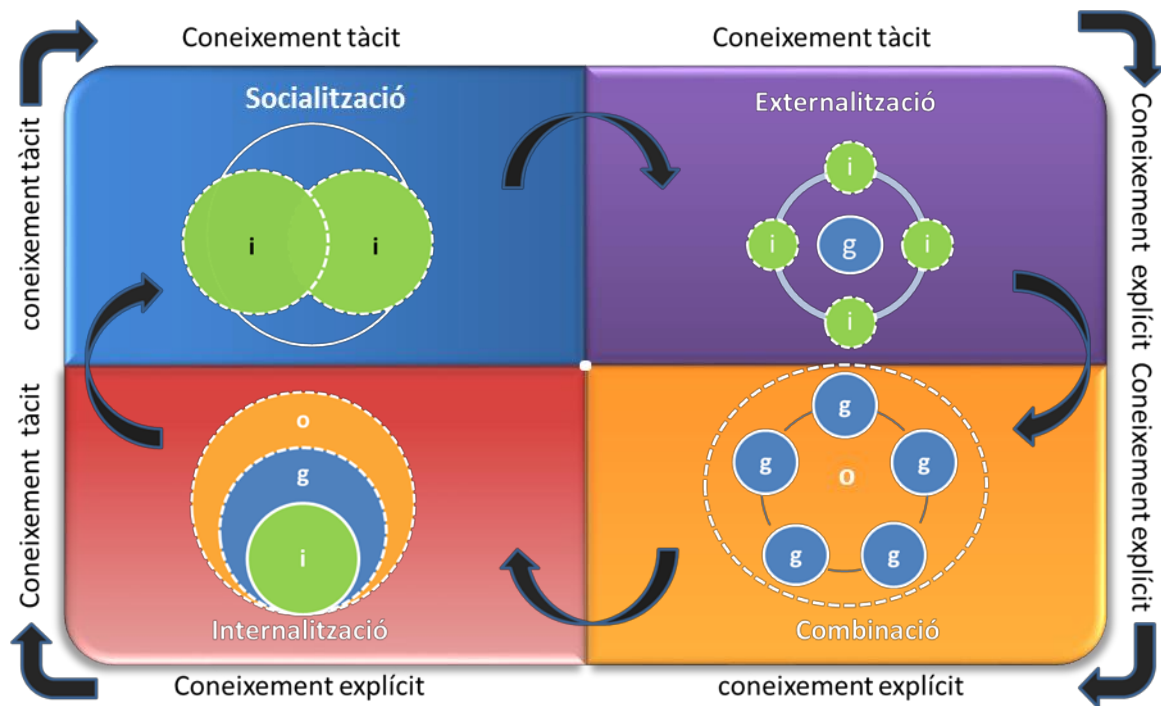 Coneixement tàcit
Coneixement tàcit
coneixement tàcit
Socialització
i
i
Externalització
i
i
g
i
i
Coneixement explícit
Coneixement tàcit
o
g
i
Internalització
g
g
g
o
g
g
Combinació
Coneixement explícit
Coneixement explícit
coneixement explícit